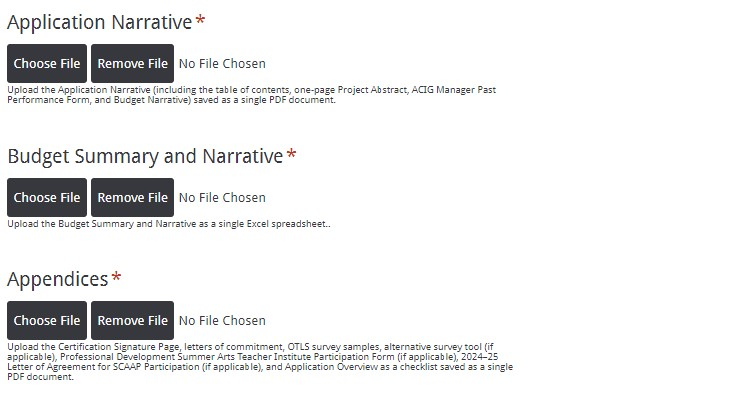 Application Narrative*
Choose File Remove File No File Chosen
Upload the Application Narrative (including the table of contents, one-page Project Abstract, ACIG Manager Past
Performance Form, and Budget Narrative) saved as a single PDF document.
Budget Summary and Narrative*
Choose File Remove File No File Chosen
Upload the Budget Summary and Narrative as a single Excel spreadsheet..
Appendices*
Choose File Remove File No File Chosen
Upload the Certification Signature Page, letters of commitment, OTLS survey samples, alternative survey tool (if
applicable), Professional Development Summer Arts Teacher Institute Participation Form (if applicable), 2024–25
Letter of Agreement for SCAAP Participation (if applicable), and Application Overview as a checklist saved as a single
PDF document.